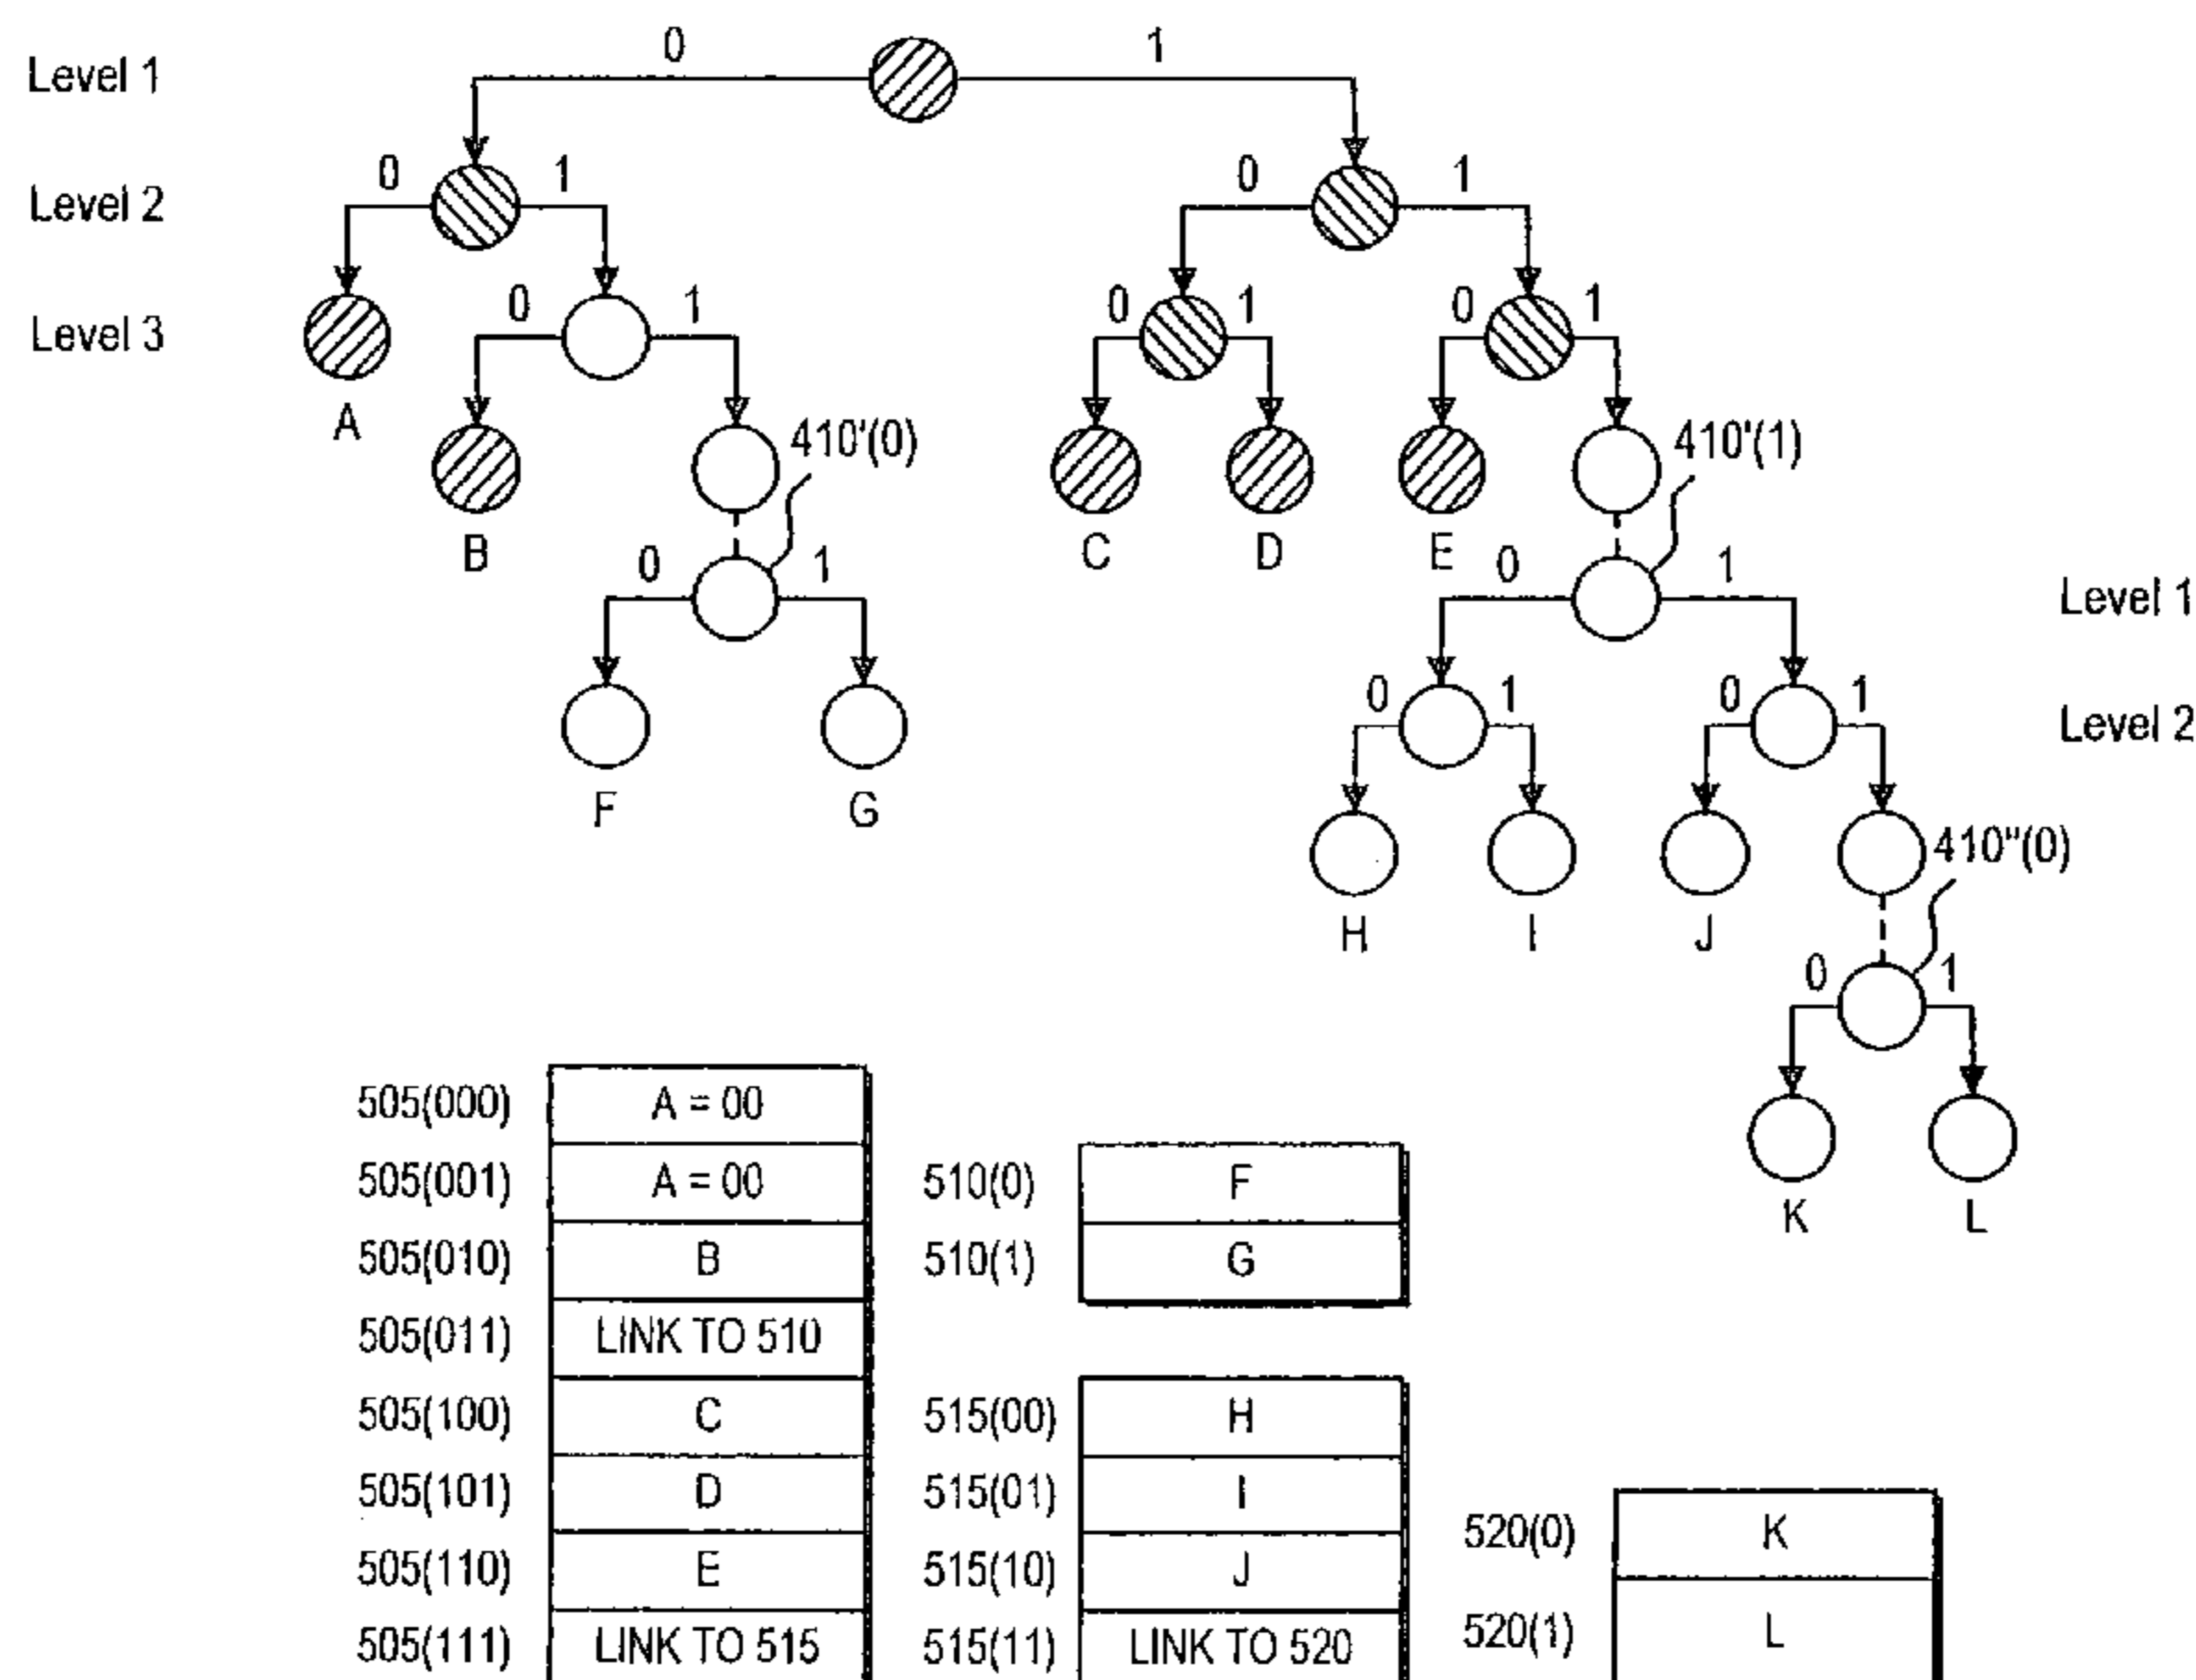 0 1
Level 1
0 1 0 1
Level 2
0 1 0 1 0 1
Level 3
A
410'(0) 410'(1)
B C D E
0 1 0 1
Level 1
0 1 0 1
Level 2
F G
410"(0)
H I J
0 1
K L
505(000) A = 00
505(001) A = 00 510(0) F
505(010) B 510(1) G
505(011) LINK TO 510
505(100) C 515(00) H
505(101) D 515(01) I
520(0) K
505(110) E 515(10) J
520(1) L
505(111) LINK TO 515 515(11) LINK TO 520